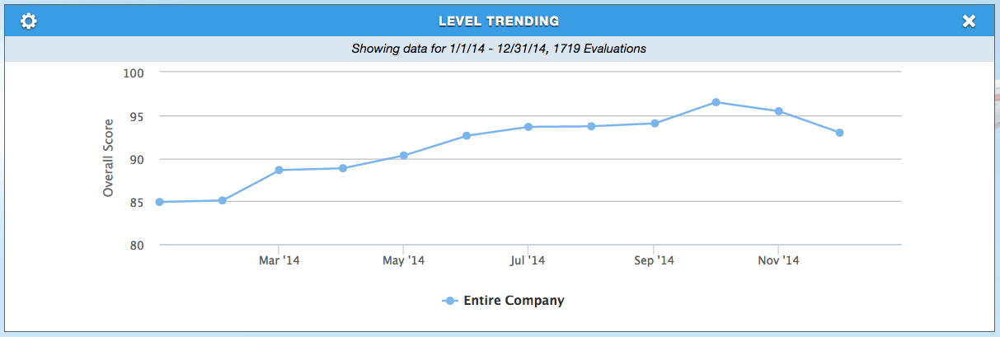 LEVEL TRENDING
Showing data for 1/1/14 - 12/31/14, 1719 Evaluations
100
95
90
85
80
Overall Score
Mar '14
May '14
Jul '14
Sep '14
Nov '14
Entire Company